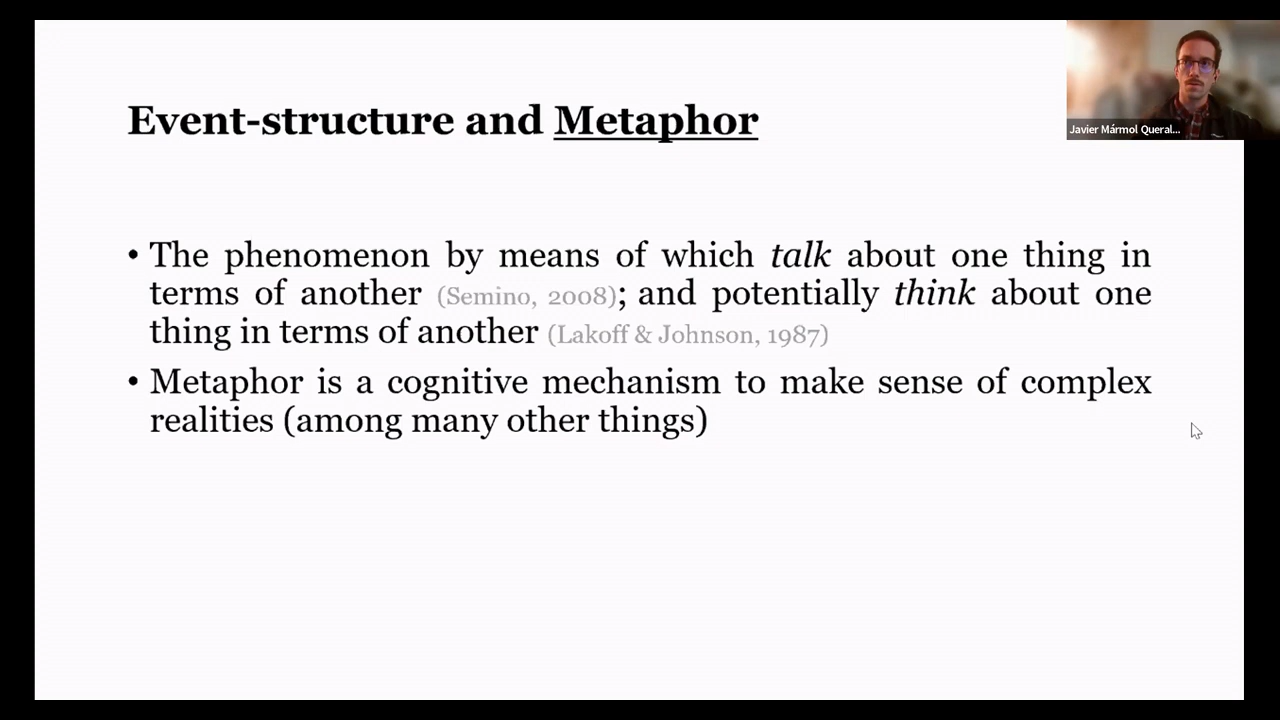 Event-structure and Metaphor
Javier Mármol Queral...
• The phenomenon by means of which talk about one thing in
terms of another (Semino, 2008); and potentially think about one
thing in terms of another (Lakoff & Johnson, 1987)
• Metaphor is a cognitive mechanism to make sense of complex
realities (among many other things)